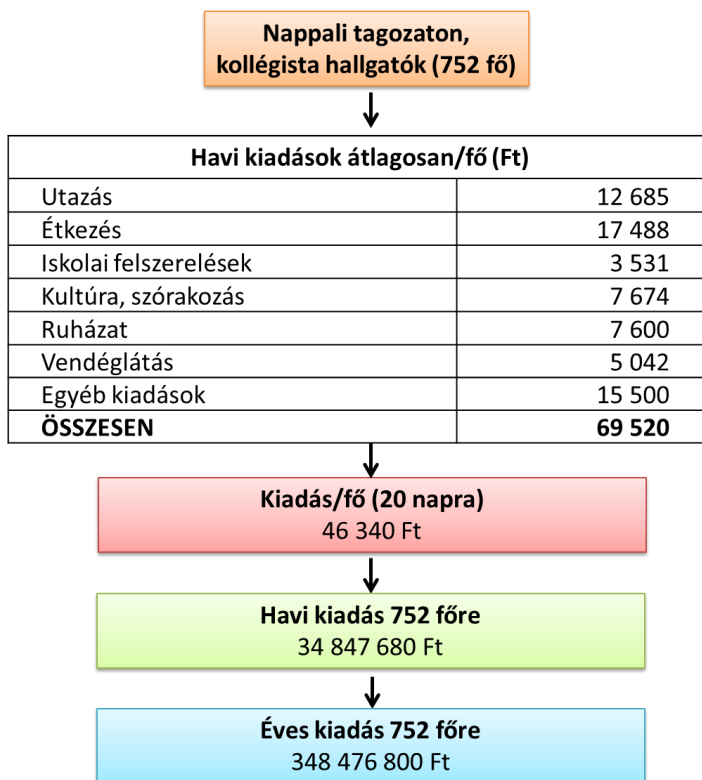 Nappali tagozaton,
kollégista hallgatók (752 fő)
Havi kiadások átlagosan/fő (Ft)
Utazás 12 685
Étkezés 17 488
Iskolai felszerelések 3 531
Kultúra, szórakozás 7 674
Ruházat 7 600
Vendéglátás 5 042
Egyéb kiadások 15 500
ÖSSZESEN 69 520
Kiadás/fő (20 napra)
46 340 Ft
Havi kiadás 752 főre
34 847 680 Ft
Éves kiadás 752 főre
348 476 800 Ft